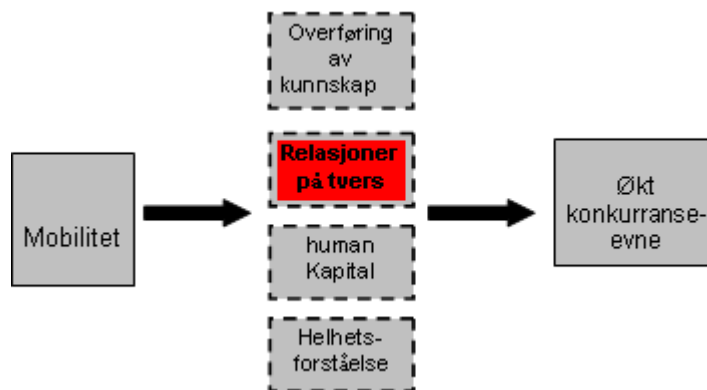 Overføring
av
kunnskap
Relasjoner
på tvers
Mobilitet
Økt
konkurranse-
evne
human
Kapital
Helhets-
forståelse